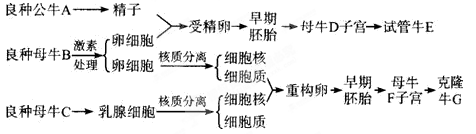 良种公牛A→精子
受精卵→早期胚胎→母牛D子宫→试管牛E
良种母牛B 激素处理 卵细胞
卵细胞 核质分离 细胞核
细胞质
重构卵→早期胚胎→母牛F子宫→克隆牛G
良种母牛C→乳腺细胞 核质分离 细胞核
细胞质